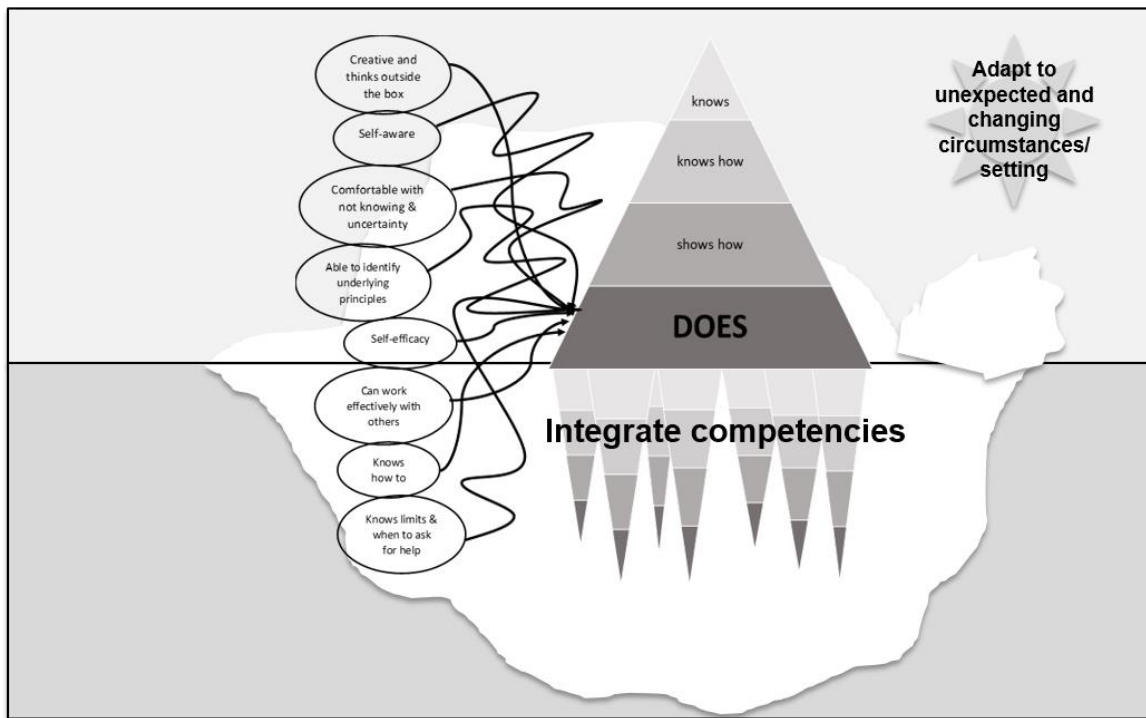 Creative and
thinks outside
the box
Self-aware
Comfortable with
not knowing &
uncertainty
Able to identify
underlying
principles
Self-efficacy
Can work
effectively with
others
Knows
how to
Knows limits &
when to ask
for help
knows
knows how
shows how
DOES
Integrate competencies
Adapt to
unexpected and
changing
circumstances/
setting